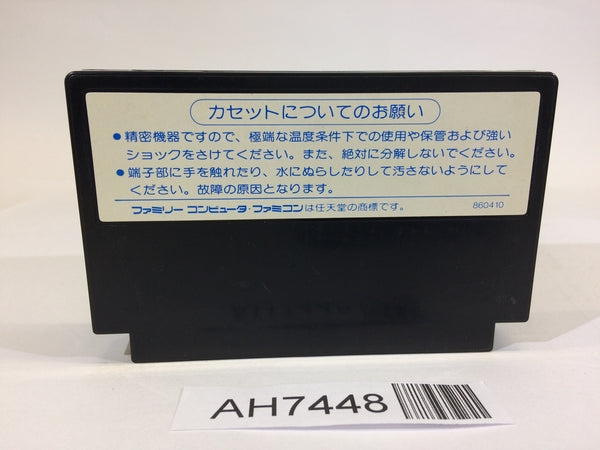 カセットについてのお願い
●精密機器ですので、極端な温度条件下での使用や保管および強い
ショックをさけてください。また、絶対に分解しないでください。
●端子部に手を触れたり、水にぬらしたりして汚さないようにして
ください。故障の原因となります。
ファミリーコンピュータ・ファミコンは任天堂の商標です。 860410
AH7448